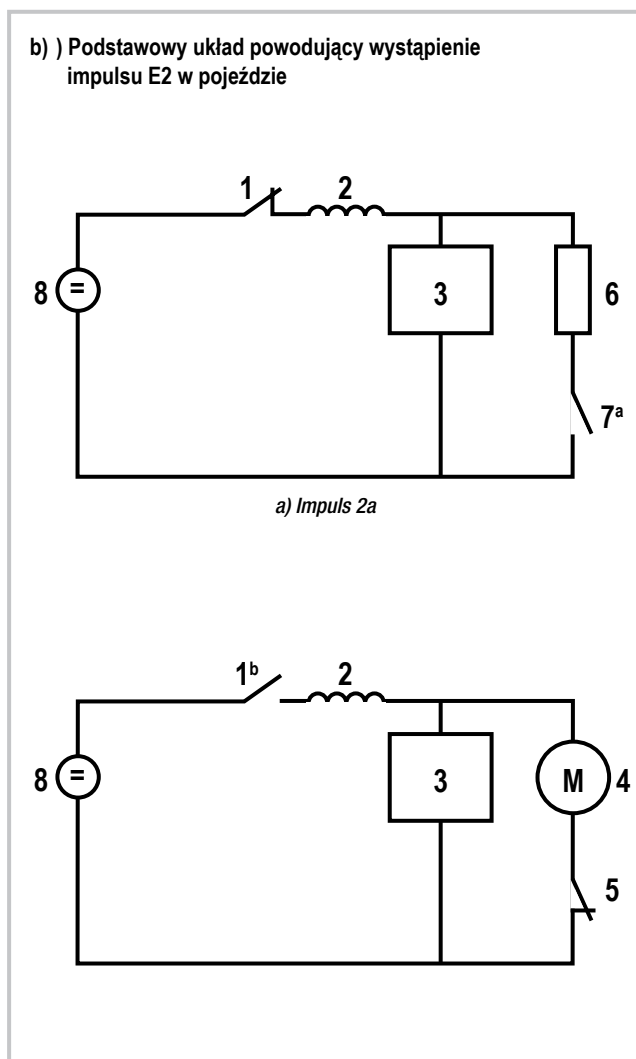 b) ) Podstawowy układ powodujący wystąpienie
impulsu E2 w pojeździe
1 2
8 = 3 6
7a
a) Impuls 2a
1b 2
8 = 3 M 4
5